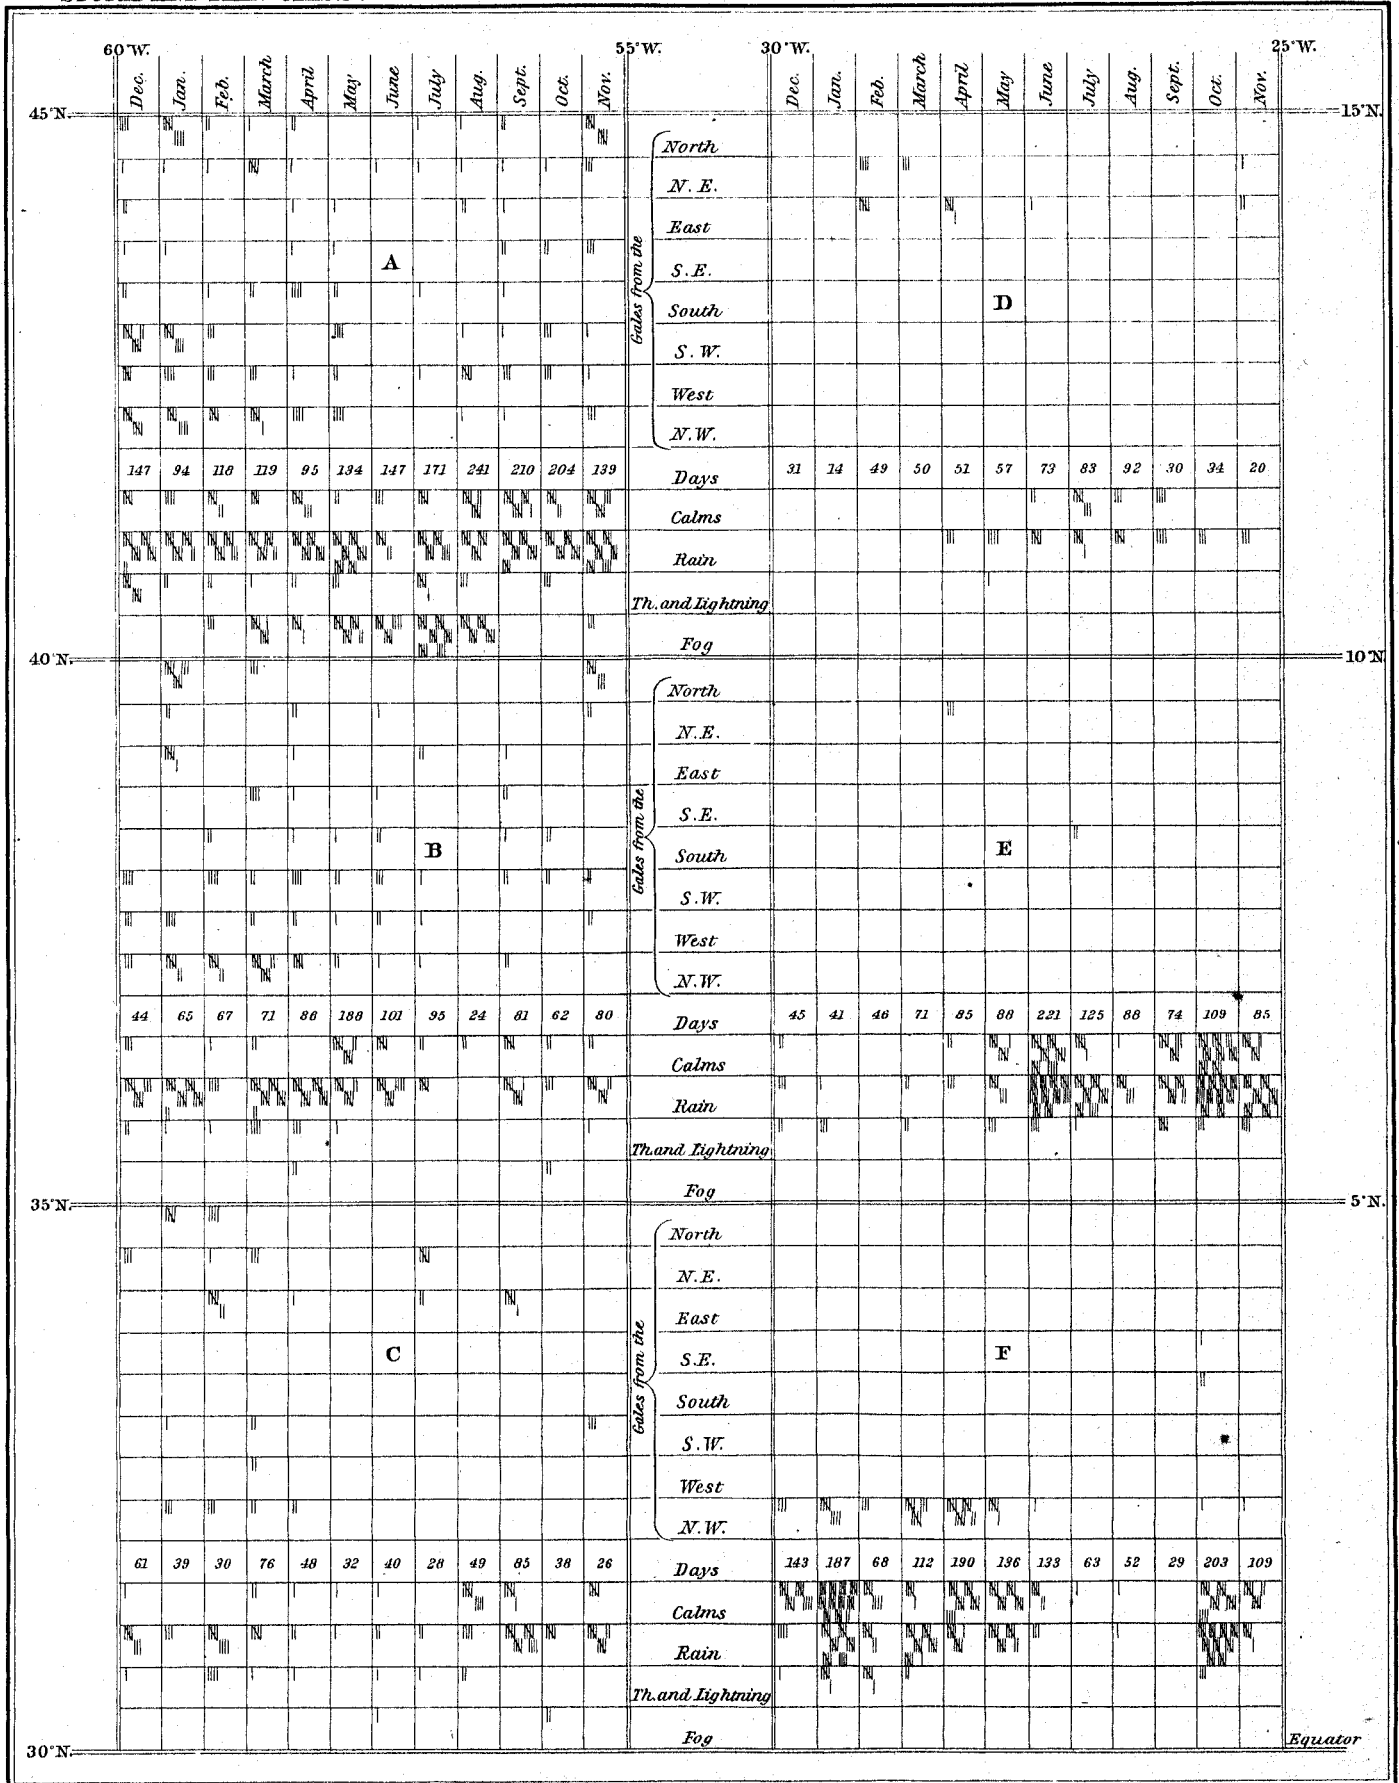 60°W. 55°W. 30°W. 25°W.
Dec. Jan. Feb. March April May June July Aug. Sept. Oct. Nov. Dec. Jan. Feb. March April May June July Aug. Sept. Oct. Nov.
45°N. 15°N.
Gales from the
North
N.E.
East
A
S.E.
South
D
S.W.
West
N.W.
147 94 118 119 95 134 147 171 241 210 204 139 Days 31 14 49 50 51 57 73 83 92 30 34 20
Calms
Rain
Th. and Lightning
Fog
40°N. 10°N.
Gales from the
North
N.E.
East
S.E.
B
South
E
S.W.
West
N.W.
44 65 67 71 86 188 101 95 24 81 62 80 Days 45 41 46 71 85 88 221 125 88 74 109 85
Calms
Rain
Th. and Lightning
Fog
35°N. 5°N.
Gales from the
North
N.E.
East
C
S.E.
F
South
S.W.
West
N.W.
61 39 30 76 48 32 40 28 49 85 38 26 Days 143 187 68 112 190 196 133 63 52 29 203 109
Calms
Rain
Th. and Lightning
Fog
30°N. Equator